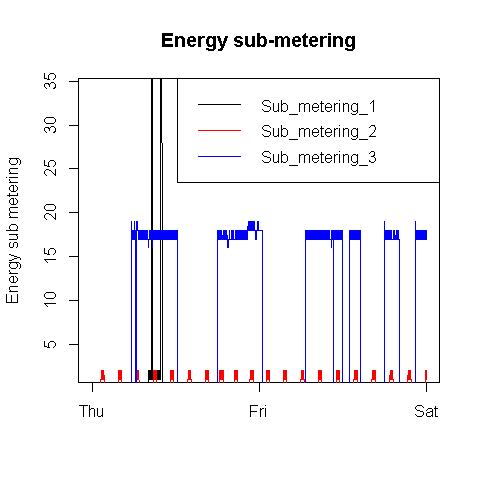 Energy sub-metering
Energy sub metering
35
30
25
20
15
10
5
Sub_metering_1
Sub_metering_2
Sub_metering_3
Thu Fri Sat